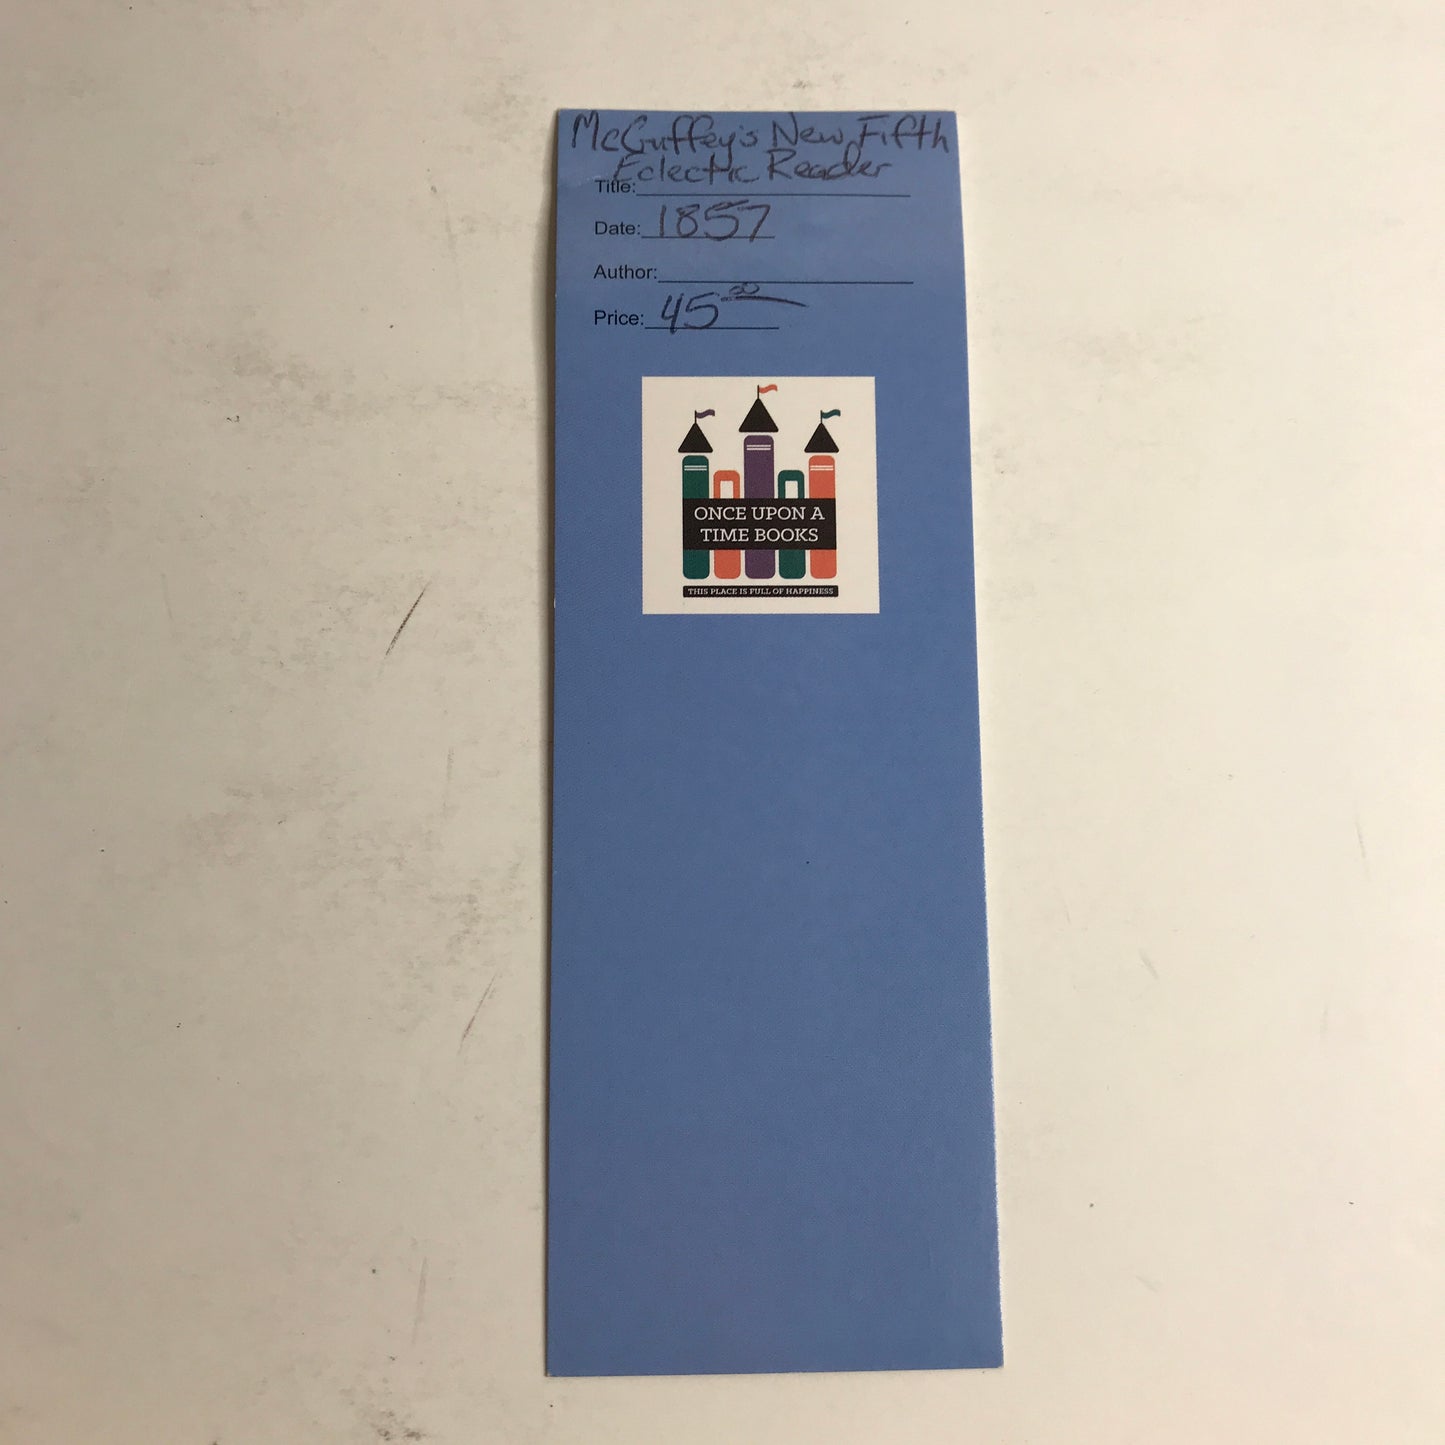 McGuffey's New Fifth
Eclectic Reader
Title:
Date: 1857
Author:
Price: 45.00
ONCE UPON A
TIME BOOKS
THIS PLACE IS FULL OF HAPPINESS